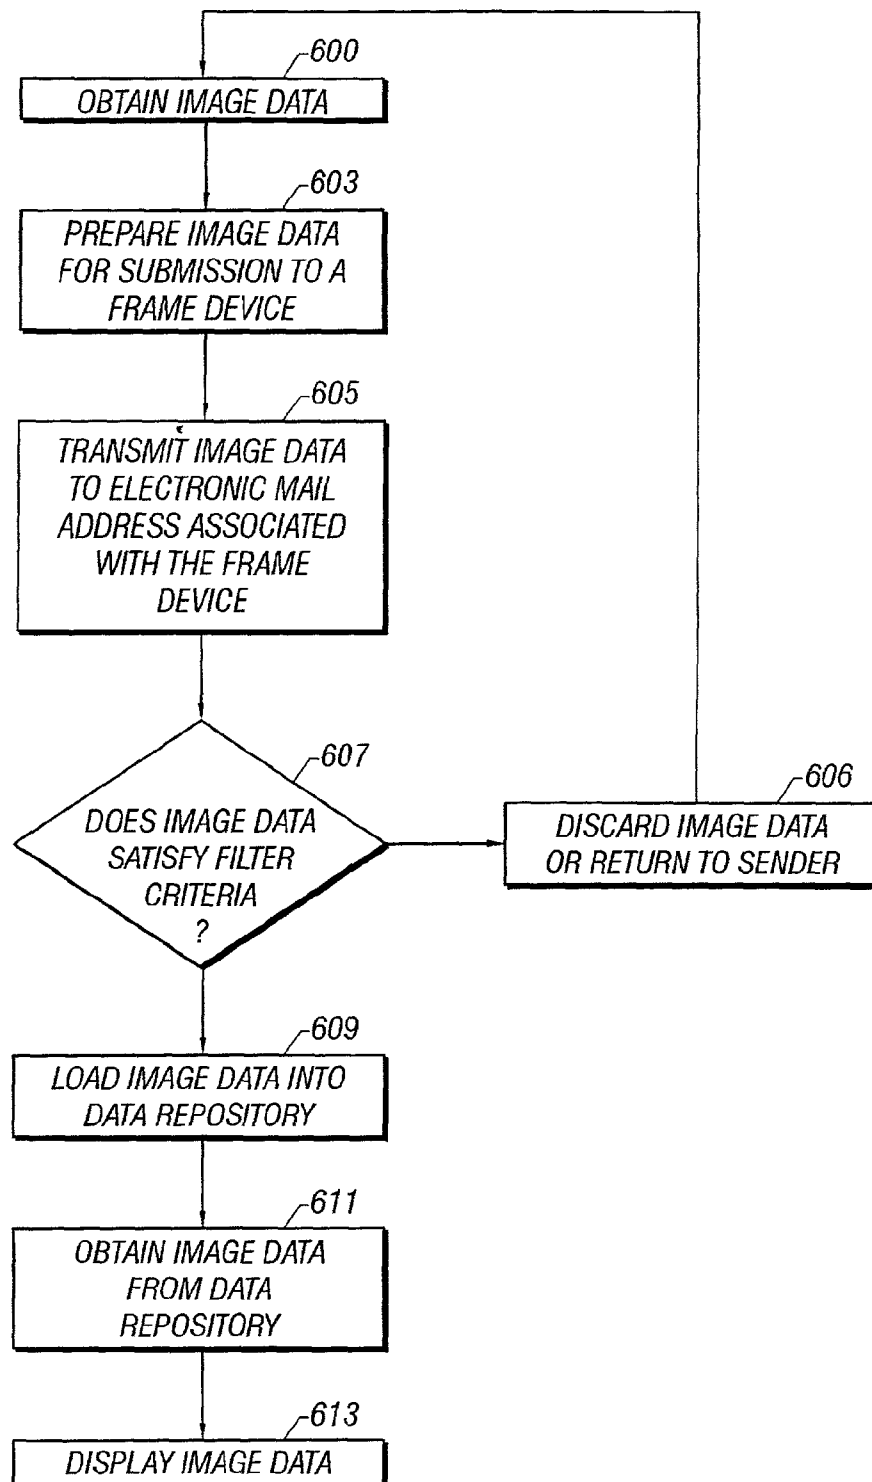 600
OBTAIN IMAGE DATA
603
PREPARE IMAGE DATA
FOR SUBMISSION TO A
FRAME DEVICE
605
TRANSMIT IMAGE DATA
TO ELECTRONIC MAIL
ADDRESS ASSOCIATED
WITH THE FRAME
DEVICE
607
DOES IMAGE DATA
SATISFY FILTER
CRITERIA
?
606
DISCARD IMAGE DATA
OR RETURN TO SENDER
609
LOAD IMAGE DATA INTO
DATA REPOSITORY
611
OBTAIN IMAGE DATA
FROM DATA
REPOSITORY
613
DISPLAY IMAGE DATA